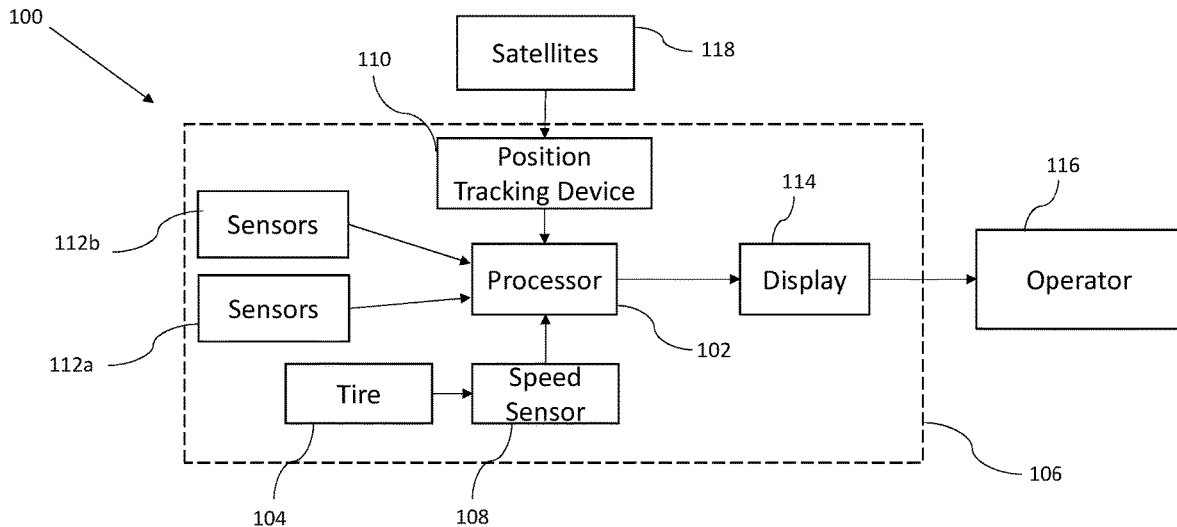 100
Satellites
118
110
Position
Tracking Device
114
116
Sensors
112b
Processor
Display
Operator
Sensors
102
112a
Tire
Speed
Sensor
106
104
108